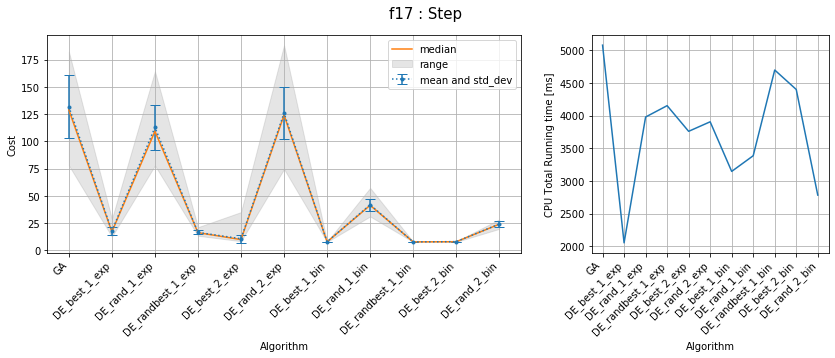 f17 : Step
Cost
175
150
125
100
75
50
25
0
median
range
mean and std_dev
GA
DE_best_1_exp
DE_rand_1_exp
DE_randbest_1_exp
DE_best_2_exp
DE_rand_2_exp
DE_best_1_bin
DE_rand_1_bin
DE_randbest_1_bin
DE_best_2_bin
DE_rand_2_bin
Algorithm
CPU Total Running time [ms]
5000
4500
4000
3500
3000
2500
2000
GA
DE_best_1_exp
DE_rand_1_exp
DE_randbest_1_exp
DE_best_2_exp
DE_rand_2_exp
DE_best_1_bin
DE_rand_1_bin
DE_randbest_1_bin
DE_best_2_bin
DE_rand_2_bin
Algorithm